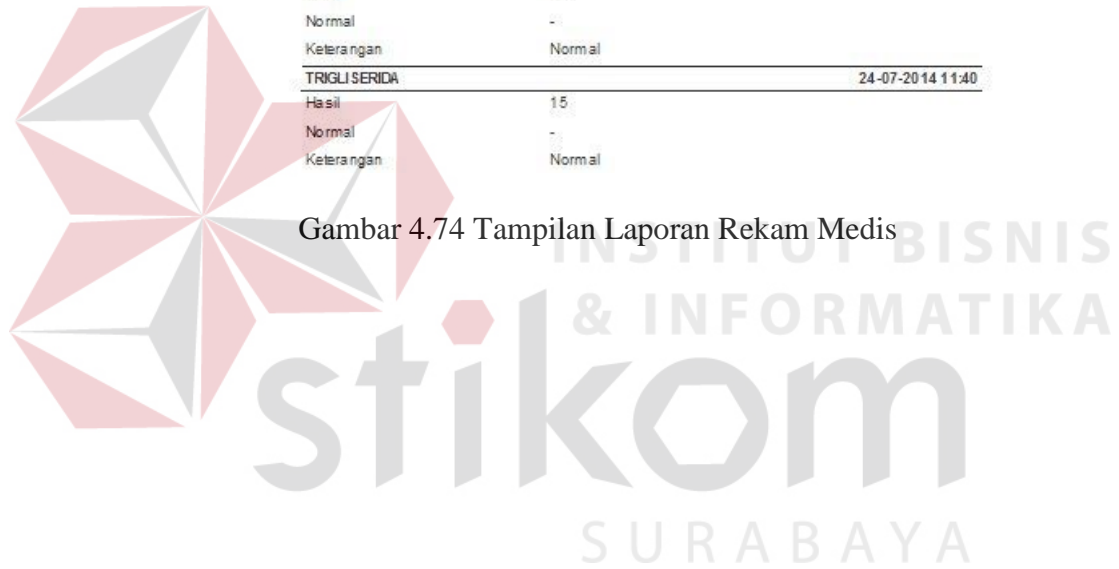 Normal -
Keterangan Normal
TRIGLISERIDA 24-07-2014 11:40
Hasil 15
Normal -
Keterangan Normal
Gambar 4.74 Tampilan Laporan Rekam Medis
INSTITUT BISNIS
& INFORMATIKA
stikom
SURABAYA